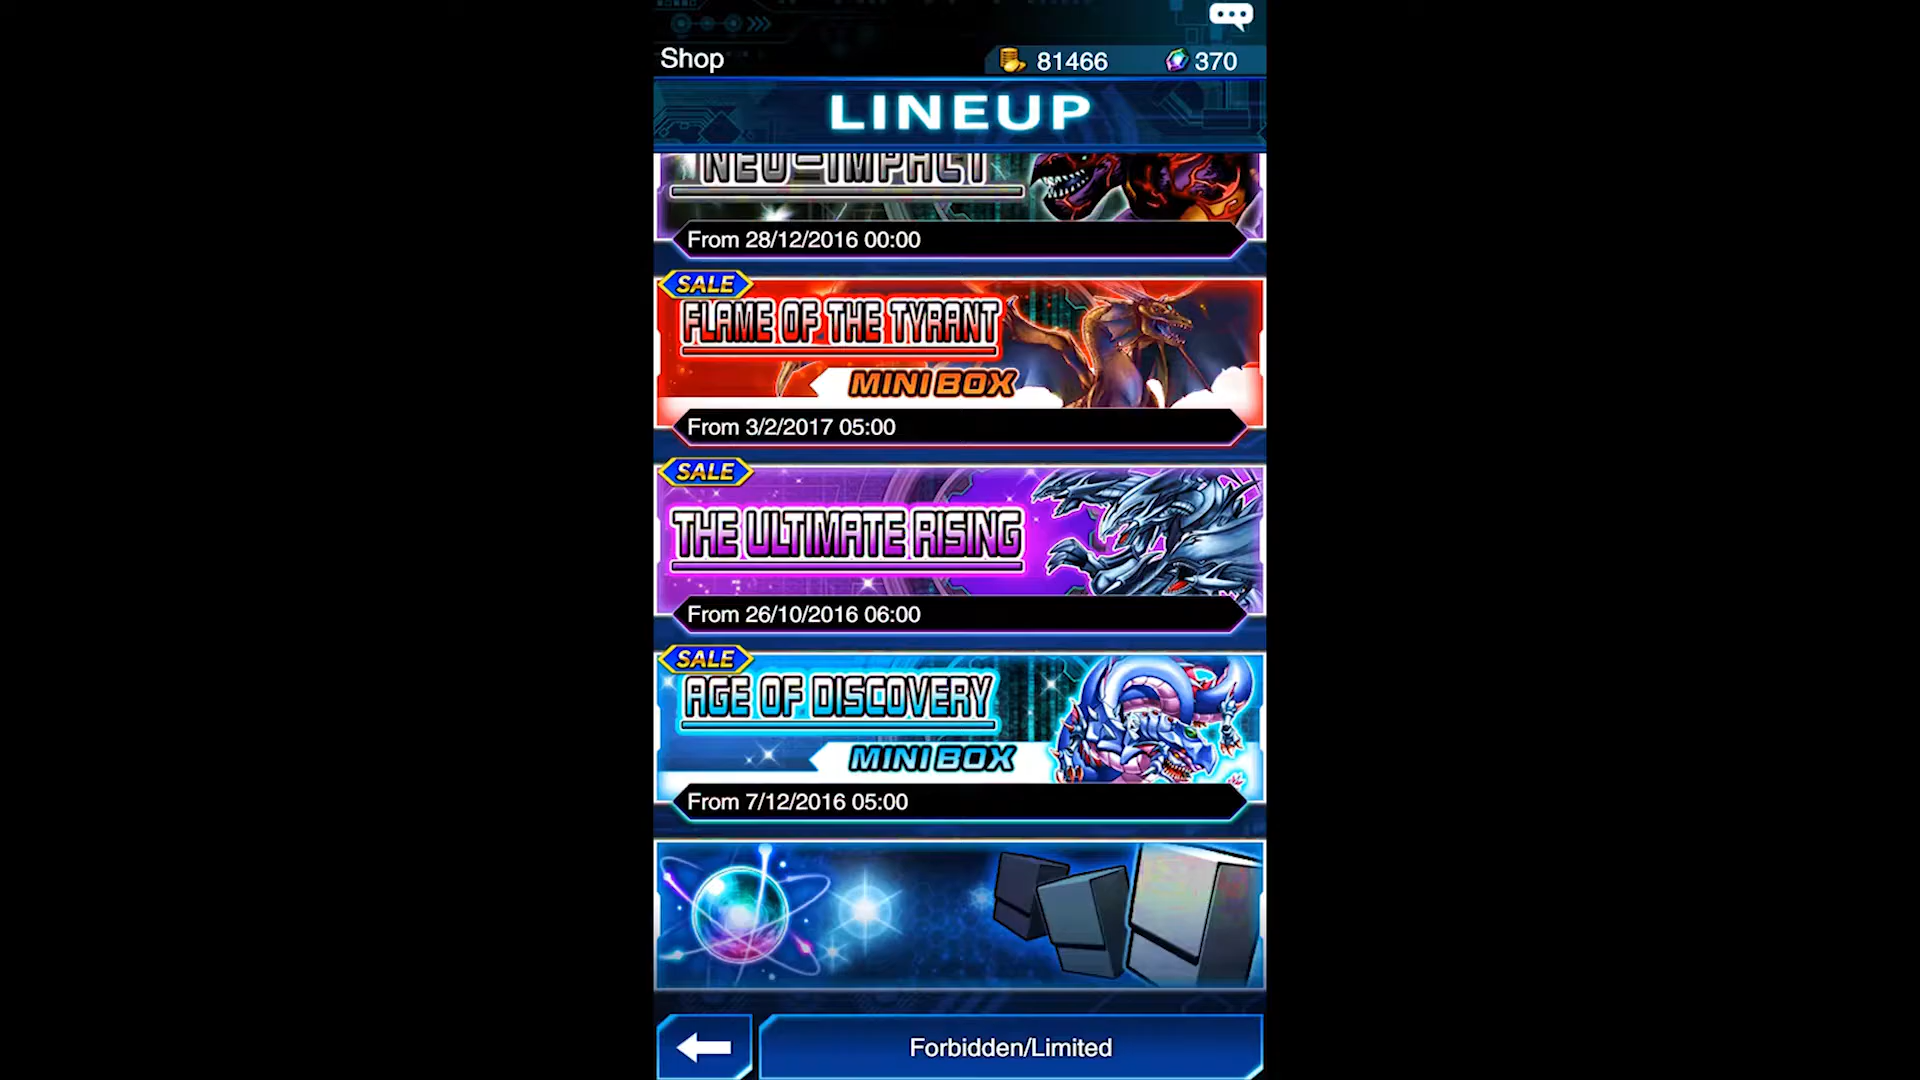 Shop
81466
370
LINEUP
NEO-IMPACT
From 28/12/2016 00:00
SALE
FLAME OF THE TYRANT
MINI BOX
From 3/2/2017 05:00
SALE
THE ULTIMATE RISING
From 26/10/2016 06:00
SALE
AGE OF DISCOVERY
MINI BOX
From 7/12/2016 05:00
Forbidden/Limited